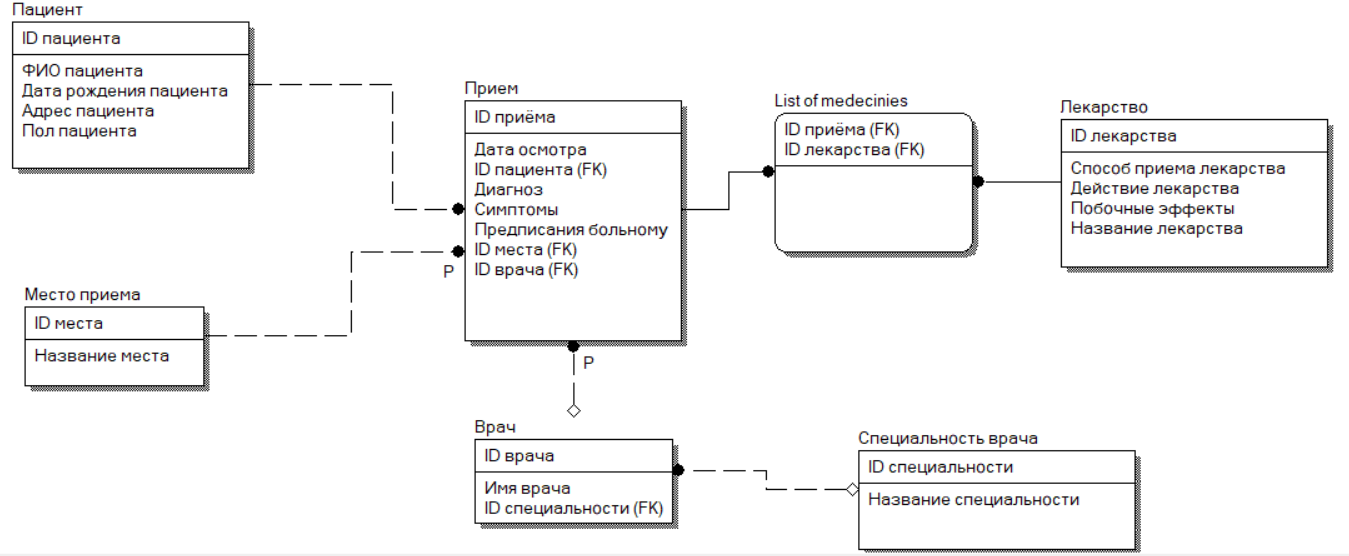 Пациент
ID пациента
ФИО пациента
Дата рождения пациента
Адрес пациента
Пол пациента
Прием
ID приёма
Дата осмотра
ID пациента (FK)
Диагноз
Симптомы
Предписания больному
ID места (FK)
ID врача (FK)
P
P
List of medecinies
ID приёма (FK)
ID лекарства (FK)
Лекарство
ID лекарства
Способ приема лекарства
Действие лекарства
Побочные эффекты
Название лекарства
Место приема
ID места
Название места
Врач
ID врача
Имя врача
ID специальности (FK)
Специальность врача
ID специальности
Название специальности